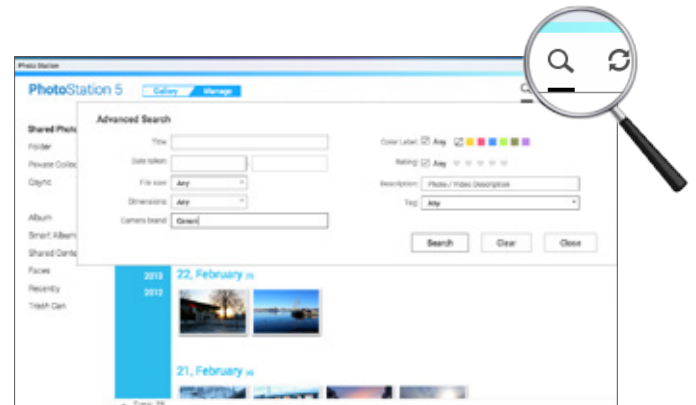 Photo Station
PhotoStation 5
Gallery
Manage
Advanced Search
Shared Photo
Folder
Private Collec
Qsync
Album
Smart Album
Shared
Faces
Recently
Trash Can
Title
Date taken
File size
Any
Dimensions
Any
Camera brand
Canon
Color Label
Any
Rating
Any
Description
Photo / Video Description
Tag
Any
Search
Clear
Close
2013
2012
22, February
21, February